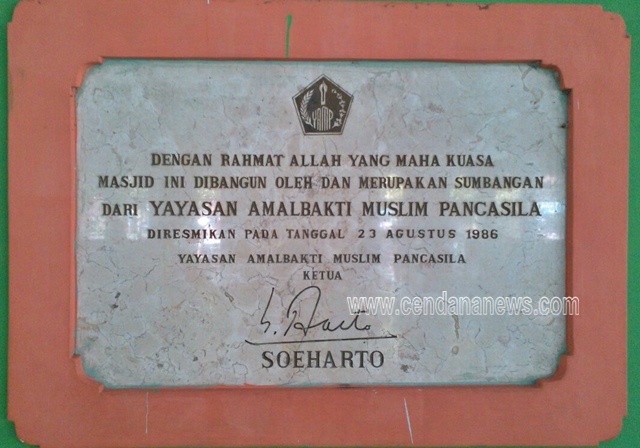 YAMP
DENGAN RAHMAT ALLAH YANG MAHA KUASA
MASJID INI DIBANGUN OLEH DAN MERUPAKAN SUMBANGAN
DARI YAYASAN AMALBAKTI MUSLIM PANCASILA
DIRESMIKAN PADA TANGGAL 23 AGUSTUS 1986
YAYASAN AMALBAKTI MUSLIM PANCASILA
KETUA
www.cendananews.com
SOEHARTO